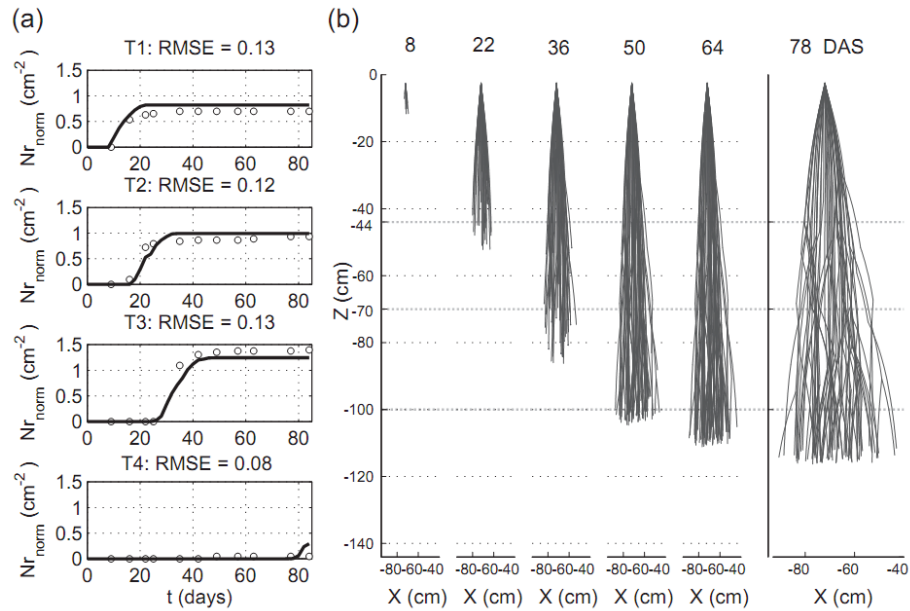 (a)
T1: RMSE = 0.13
Nr_norm (cm⁻²)
1.5
1
0.5
0
0 20 40 60 80
T2: RMSE = 0.12
Nr_norm (cm⁻²)
1.5
1
0.5
0
0 20 40 60 80
T3: RMSE = 0.13
Nr_norm (cm⁻²)
1.5
1
0.5
0
0 20 40 60 80
T4: RMSE = 0.08
Nr_norm (cm⁻²)
1.5
1
0.5
0
0 20 40 60 80
t (days)
(b)
8 22 36 50 64 78 DAS
Z (cm)
0
-20
-44
-60
-70
-80
-100
-120
-140
-80-60-40 -80-60-40 -80-60-40 -80-60-40 -80-60-40 -80 -60 -40
X (cm) X (cm) X (cm) X (cm) X (cm) X (cm)